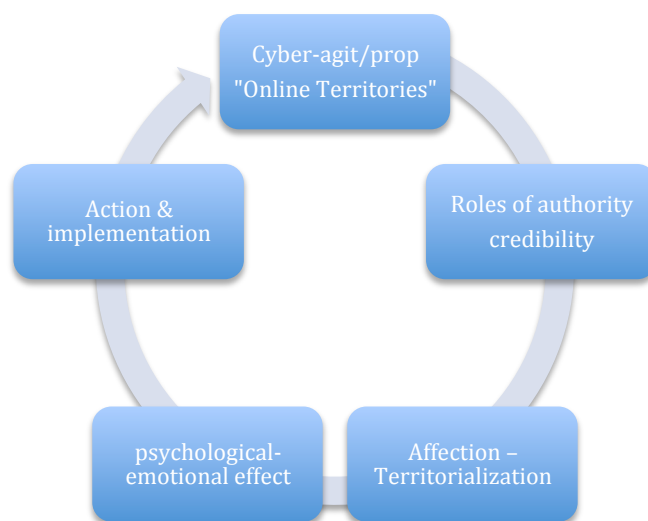 Cyber-agit/prop
"Online Territories"
Roles of authority
credibility
Affection –
Territorialization
psychological-
emotional effect
Action &
implementation